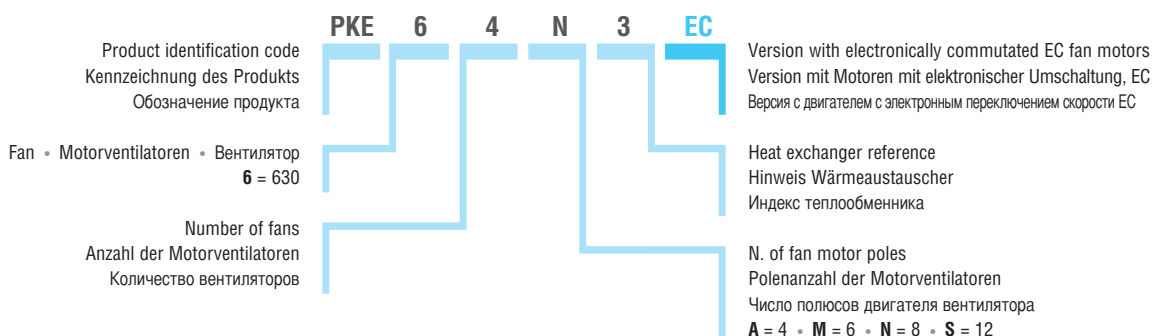 PKE 6 4 N 3 EC
Product identification code
Kennzeichnung des Produkts
Обозначение продукта
Fan • Motorventilatoren • Вентилятор
6 = 630
Number of fans
Anzahl der Motorventilatoren
Количество вентиляторов
Version with electronically commutated EC fan motors
Version mit Motoren mit elektronischer Umschaltung, EC
Версия с двигателем с электронным переключением скорости EC
Heat exchanger reference
Hinweis Wärmeaustauscher
Индекс теплообменника
N. of fan motor poles
Polenanzahl der Motorventilatoren
Число полюсов двигателя вентилятора
A = 4 • M = 6 • N = 8 • S = 12